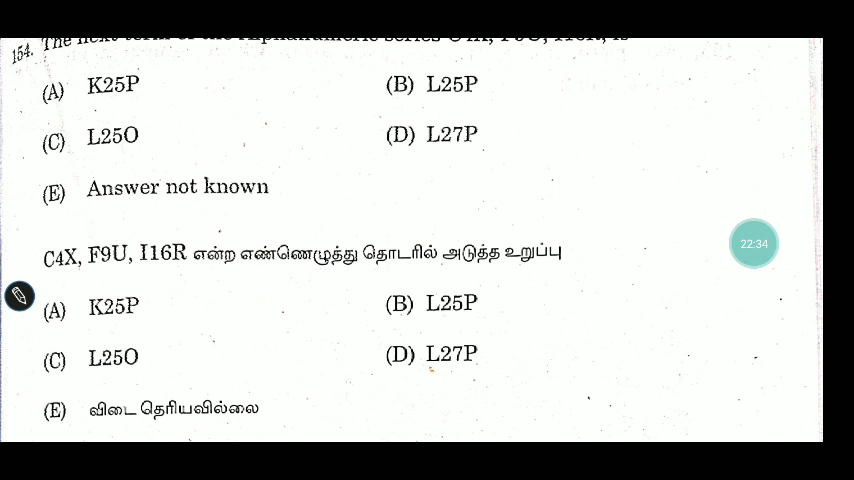 154.
(A) K25P (B) L25P
(C) L25O (D) L27P
(E) Answer not known
C4X, F9U, I16R என்ற எண்ணெழுத்து தொடரில் அடுத்த உறுப்பு
22:34
(A) K25P (B) L25P
(C) L25O (D) L27P
(E) விடை தெரியவில்லை